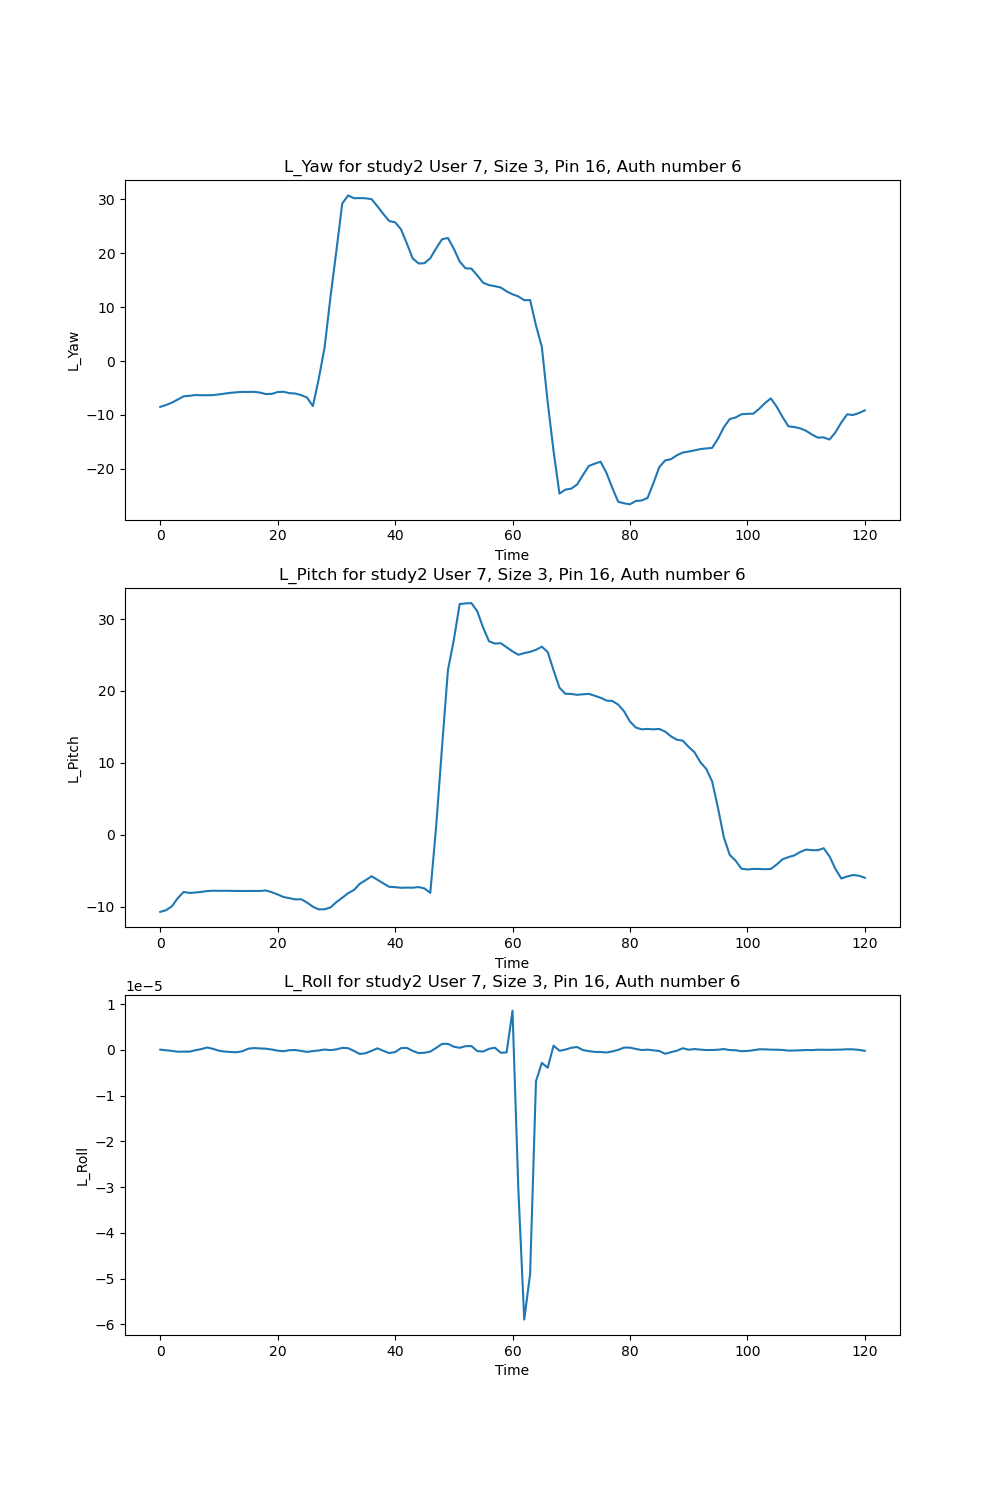 L_Yaw for study2 User 7, Size 3, Pin 16, Auth number 6
30
20
10
0
−10
−20
L_Yaw
0 20 40 60 80 100 120
Time
L_Pitch for study2 User 7, Size 3, Pin 16, Auth number 6
30
20
10
0
−10
L_Pitch
0 20 40 60 80 100 120
Time
L_Roll for study2 User 7, Size 3, Pin 16, Auth number 6
1e−5
1
0
−1
−2
−3
−4
−5
−6
L_Roll
0 20 40 60 80 100 120
Time